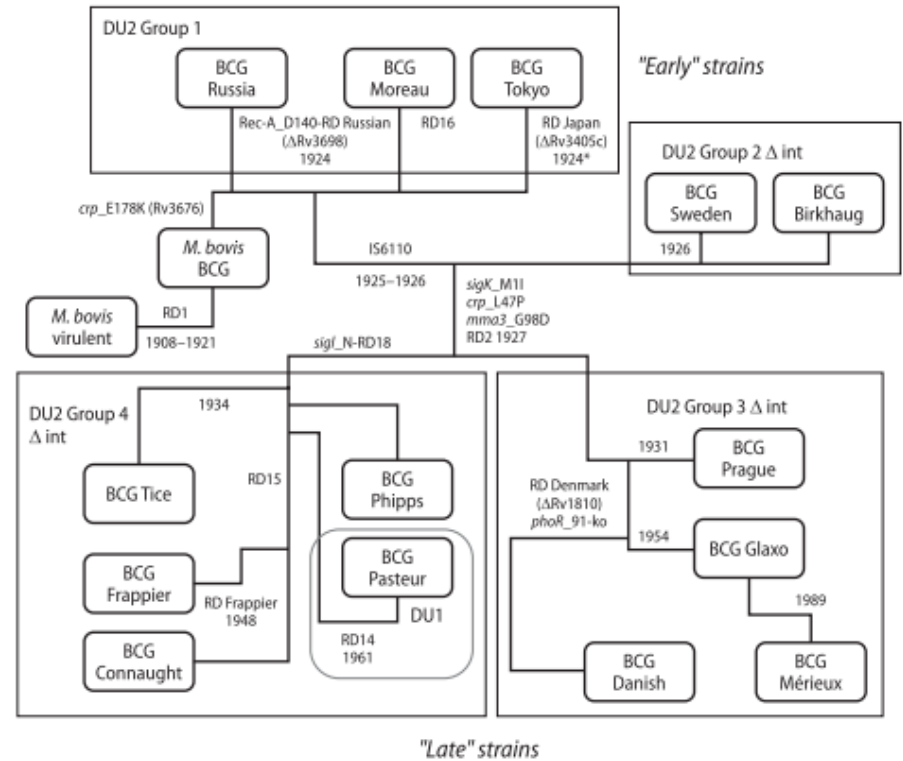 DU2 Group 1
BCG
Russia
BCG
Moreau
BCG
Tokyo
"Early" strains
Rec-A_D140-RD Russian
(ΔRv3698)
1924
RD16
RD Japan
(ΔRv3405c)
1924*
DU2 Group 2 Δ int
BCG
Sweden
BCG
Birkhaug
1926
crp_E178K (Rv3676)
M. bovis
BCG
IS6110
1925–1926
sigK_M1I
crp_L47P
mma3_G98D
RD2 1927
M. bovis
virulent
RD1
1908–1921
sigI_N-RD18
DU2 Group 4
Δ int
1934
BCG Tice
RD15
BCG
Phipps
BCG
Frappier
RD Frappier
1948
BCG
Connaught
BCG
Pasteur
DU1
RD14
1961
DU2 Group 3 Δ int
1931
BCG
Prague
RD Denmark
(ΔRv1810)
phoR_91-ko
1954
BCG Glaxo
1989
BCG
Danish
BCG
Mérieux
"Late" strains